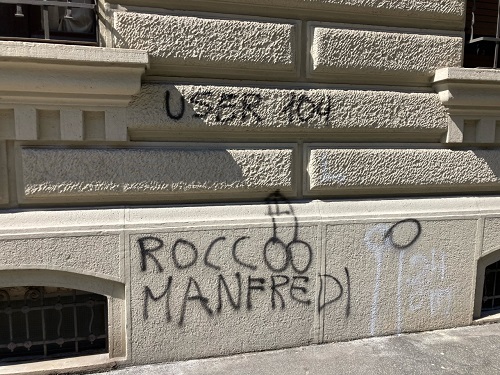 USER 104
ROCCO
MANFREDI